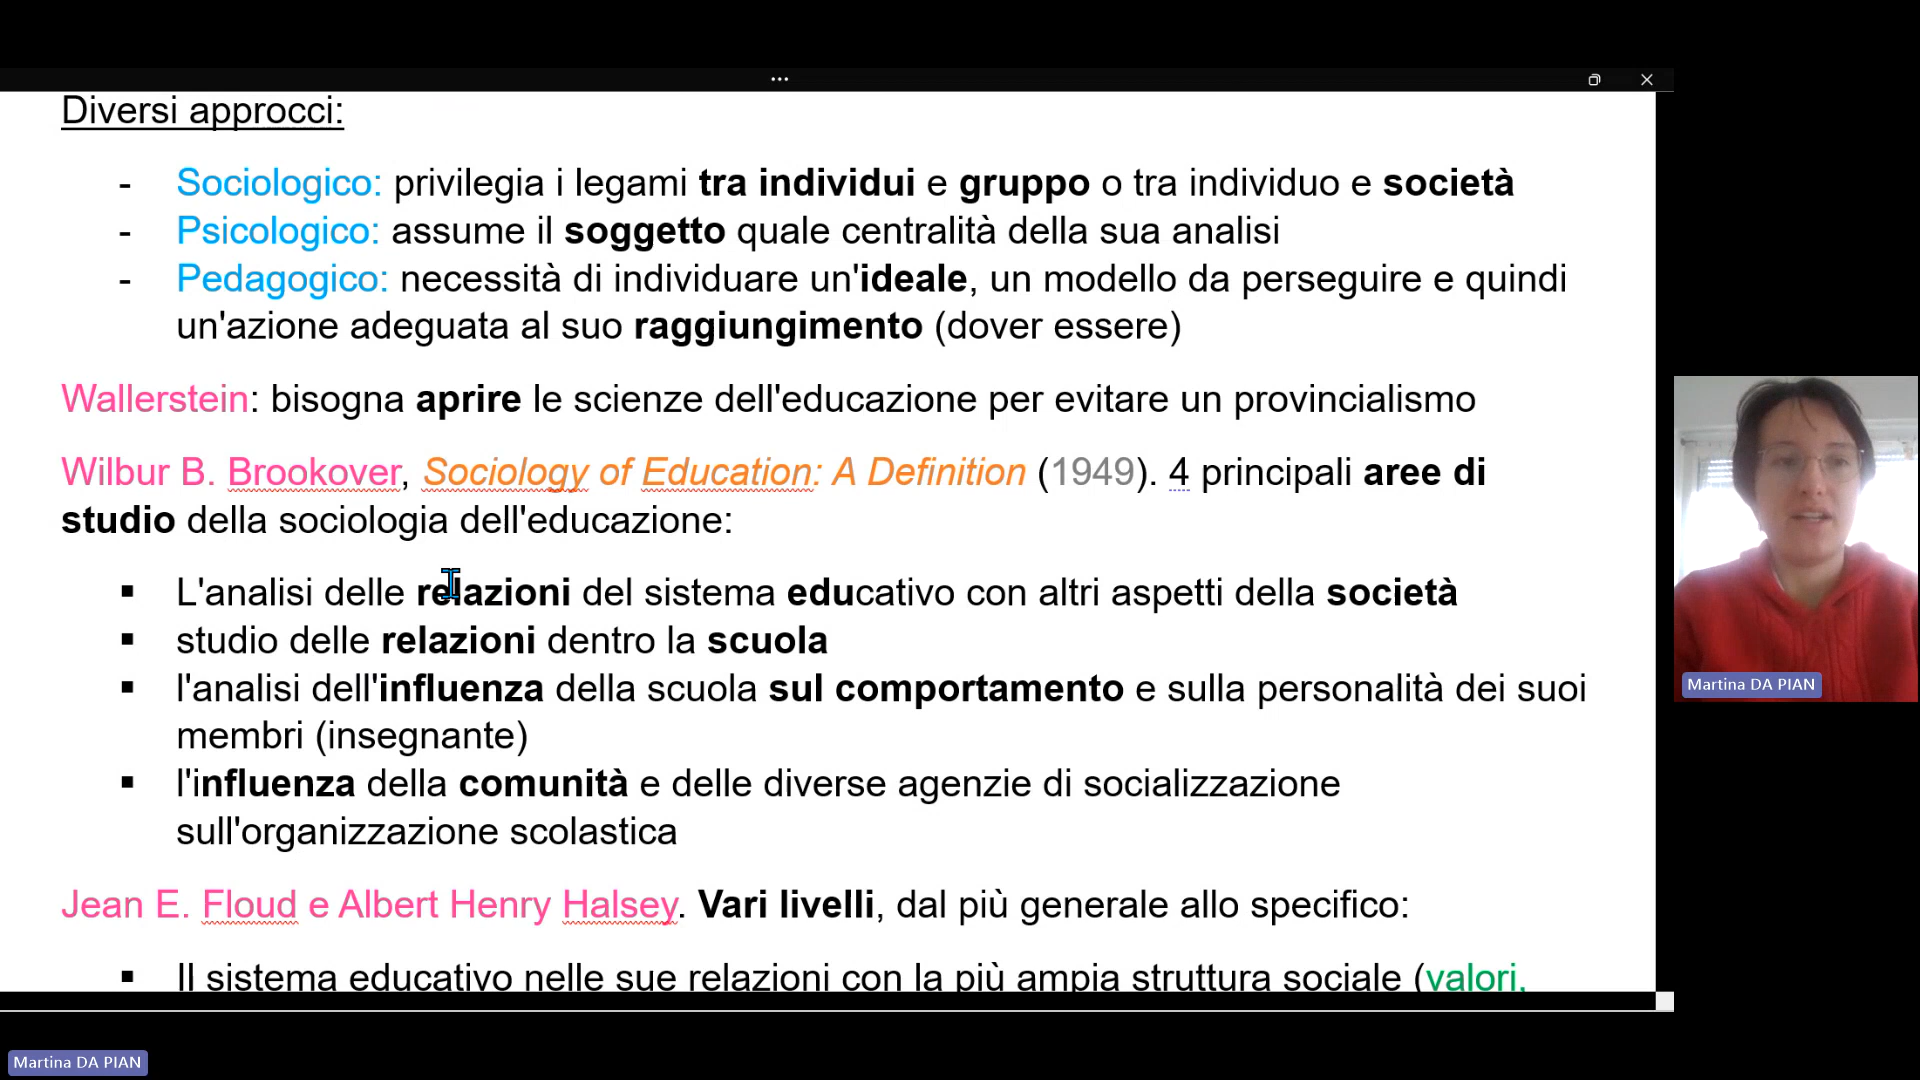 Diversi approcci:
- Sociologico: privilegia i legami tra individui e gruppo o tra individuo e società
- Psicologico: assume il soggetto quale centralità della sua analisi
- Pedagogico: necessità di individuare un'ideale, un modello da perseguire e quindi
un'azione adeguata al suo raggiungimento (dover essere)
Wallerstein: bisogna aprire le scienze dell'educazione per evitare un provincialismo
Wilbur B. Brookover, Sociology of Education: A Definition (1949). 4 principali aree di
studio della sociologia dell'educazione:
▪ L'analisi delle relazioni del sistema educativo con altri aspetti della società
▪ studio delle relazioni dentro la scuola
▪ l'analisi dell'influenza della scuola sul comportamento e sulla personalità dei suoi
membri (insegnante)
▪ l'influenza della comunità e delle diverse agenzie di socializzazione
sull'organizzazione scolastica
Jean E. Floud e Albert Henry Halsey. Vari livelli, dal più generale allo specifico:
▪ Il sistema educativo nelle sue relazioni con la più ampia struttura sociale (valori,
Martina DA PIAN
Martina DA PIAN